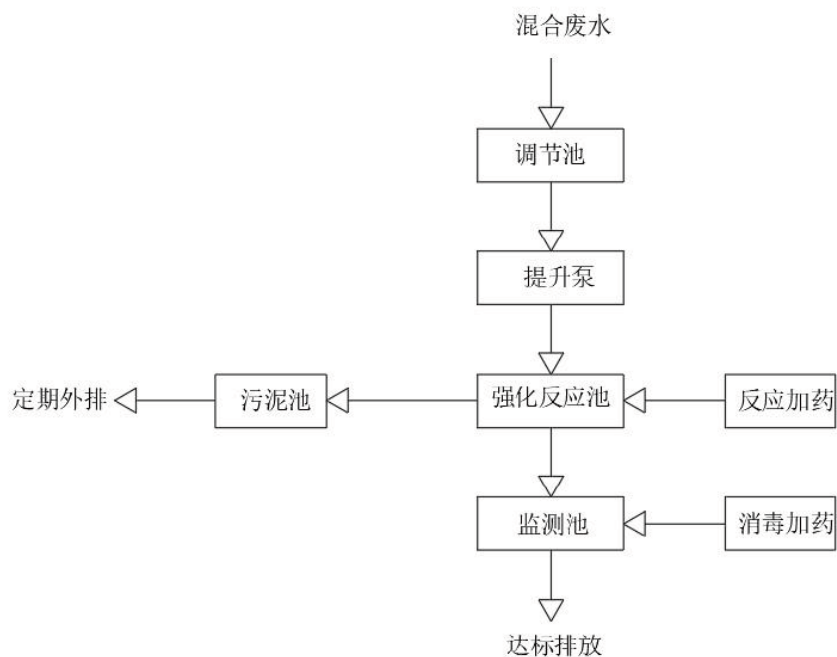 混合废水
调节池
提升泵
定期外排
污泥池
强化反应池
反应加药
监测池
消毒加药
达标排放